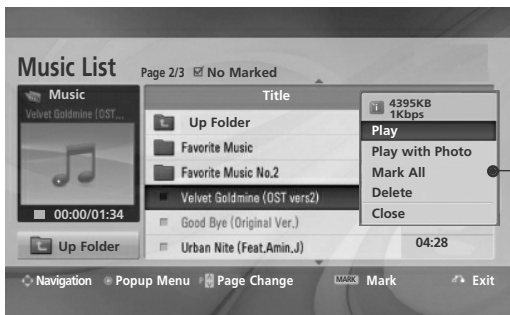 Music List Page 2/3 No Marked
Music
Velvet Goldmine (OST...
00:00/01:34
Up Folder
Title
Up Folder
Favorite Music
Favorite Music No.2
Velvet Goldmine (OST vers2)
Good Bye (Original Ver.)
Urban Nite (Feat.Amin.J) 04:28
4395KB
1Kbps
Play
Play with Photo
Mark All
Delete
Close
Navigation Popup Menu P Page Change MARK Mark Exit